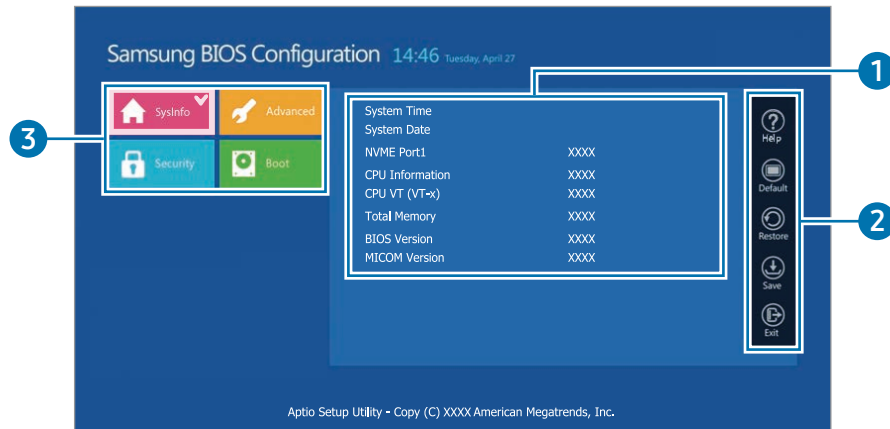 Samsung BIOS Configuration 14:46 Tuesday, April 27
1
SysInfo
Advanced
Security
Boot
3
System Time
System Date
NVME Port1 XXXX
CPU Information XXXX
CPU VT (VT-x) XXXX
Total Memory XXXX
BIOS Version XXXX
MICOM Version XXXX
Help
Default
Restore
Save
Exit
2
Aptio Setup Utility - Copy (C) XXXX American Megatrends, Inc.